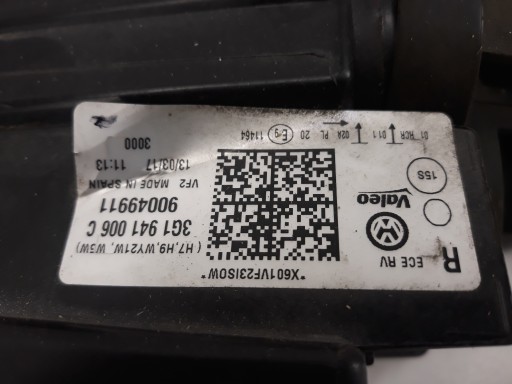 *X601VF23ISOW*
R
ECE RV
(H7,H9,WY21W,W5W)
3G1 941 006 C
90049911
Valeo
VF2 MADE IN SPAIN
13/03/17 11:13
15S
3000
01 HCR 011 02A PL 20 E9 11464